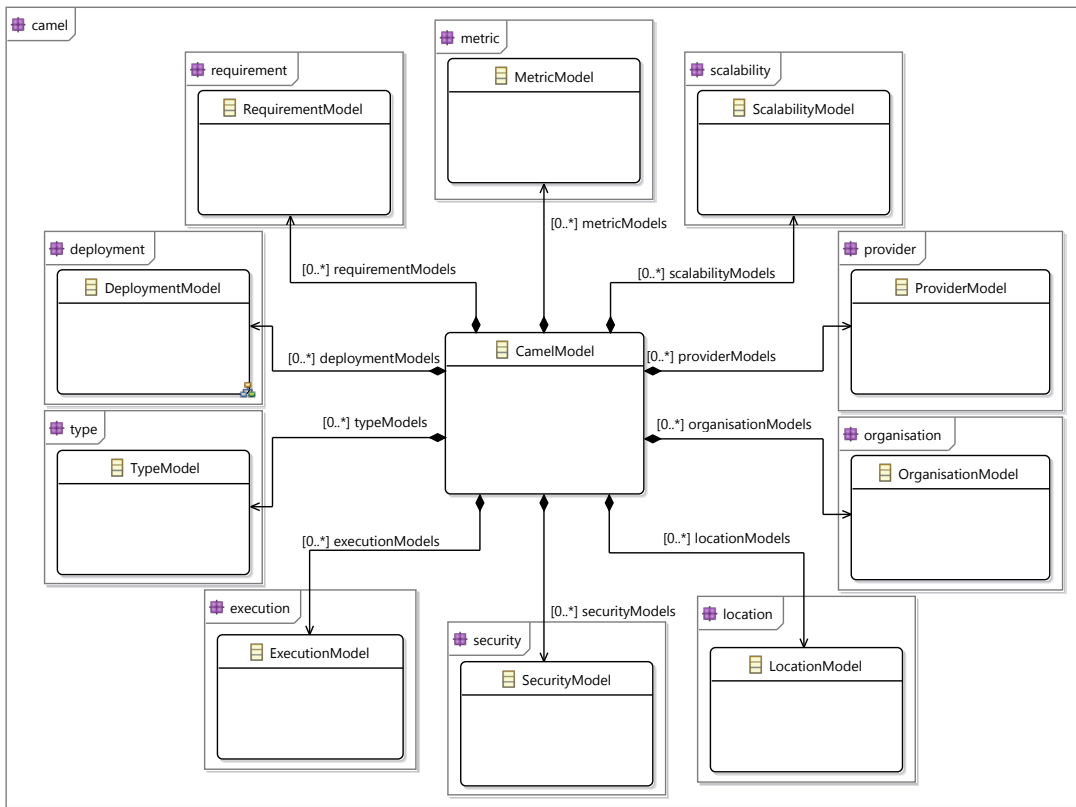 camel
metric
MetricModel
requirement
RequirementModel
scalability
ScalabilityModel
[0..*] metricModels
deployment
DeploymentModel
[0..*] requirementModels
[0..*] scalabilityModels
provider
ProviderModel
CamelModel
[0..*] deploymentModels
[0..*] providerModels
type
TypeModel
[0..*] typeModels
[0..*] organisationModels
organisation
OrganisationModel
[0..*] executionModels
[0..*] locationModels
execution
ExecutionModel
[0..*] securityModels
security
SecurityModel
location
LocationModel